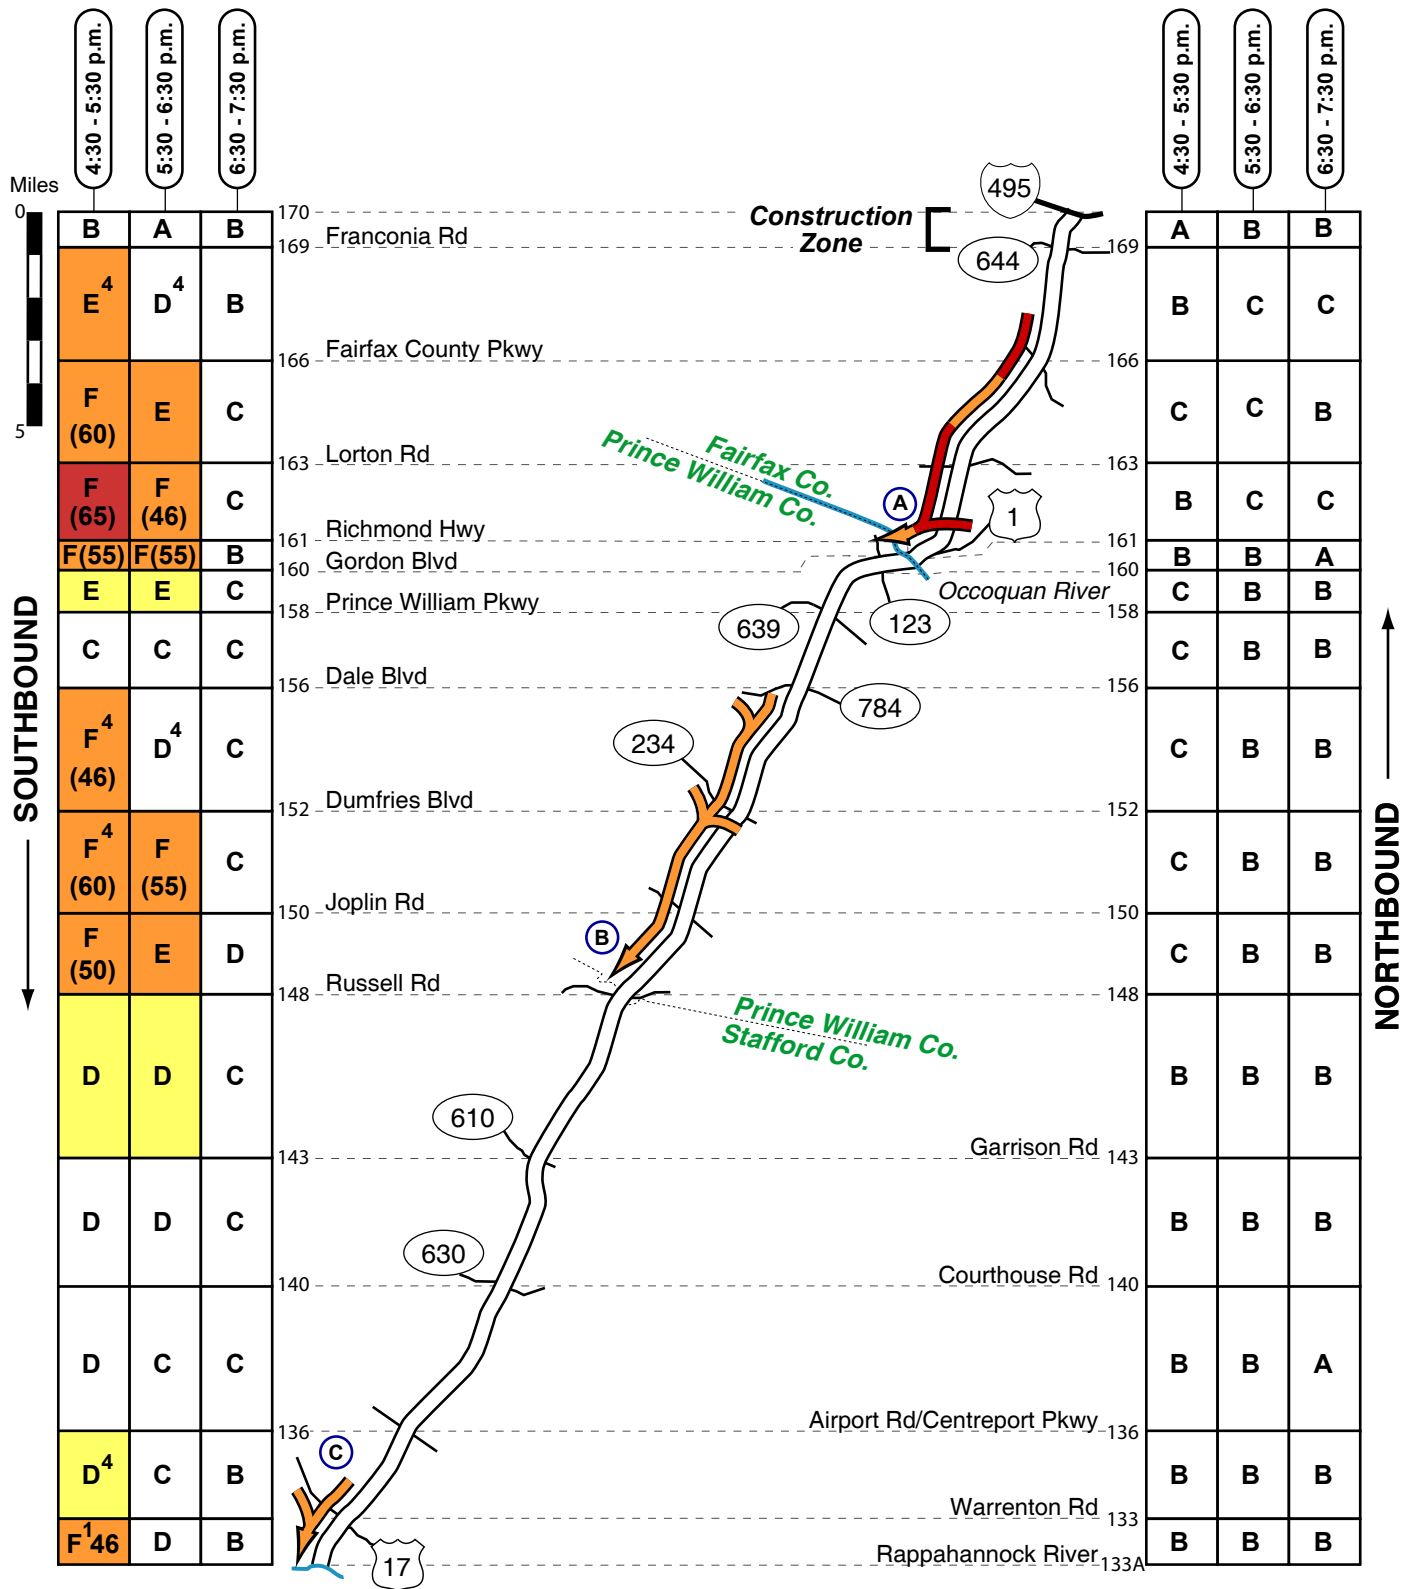 4:30 - 5:30 p.m. 5:30 - 6:30 p.m. 6:30 - 7:30 p.m. 4:30 - 5:30 p.m. 5:30 - 6:30 p.m. 6:30 - 7:30 p.m.
Miles
0
5
SOUTHBOUND
NORTHBOUND
495
170
B A B
Construction
Zone
A B B
Franconia Rd
169
169
644
E4 D4 B
B C C
Fairfax County Pkwy
166
166
F
(60)
E C
C C B
Fairfax Co.
Prince William Co.
Lorton Rd
163
163
F
(65)
F
(46)
C
B C C
A
1
Richmond Hwy
161
161
F(55) F(55) B
B B A
Gordon Blvd
160
160
E E C
C B B
Occoquan River
Prince William Pkwy
158
158
639
123
C C C
C B B
Dale Blvd
156
156
784
234
F4
(46)
D4 C
C B B
Dumfries Blvd
152
152
F4
(60)
F
(55)
C
C B B
Joplin Rd
150
150
B
F
(50)
E D
C B B
Russell Rd
148
148
Prince William Co.
Stafford Co.
D D C
B B B
610
Garrison Rd
143
143
D D C
B B B
630
Courthouse Rd
140
140
D C C
B B A
Airport Rd/Centreport Pkwy
136
136
C
D4 C B
B B B
Warrenton Rd
133
F146 D B
B B B
17
Rappahannock River
133A